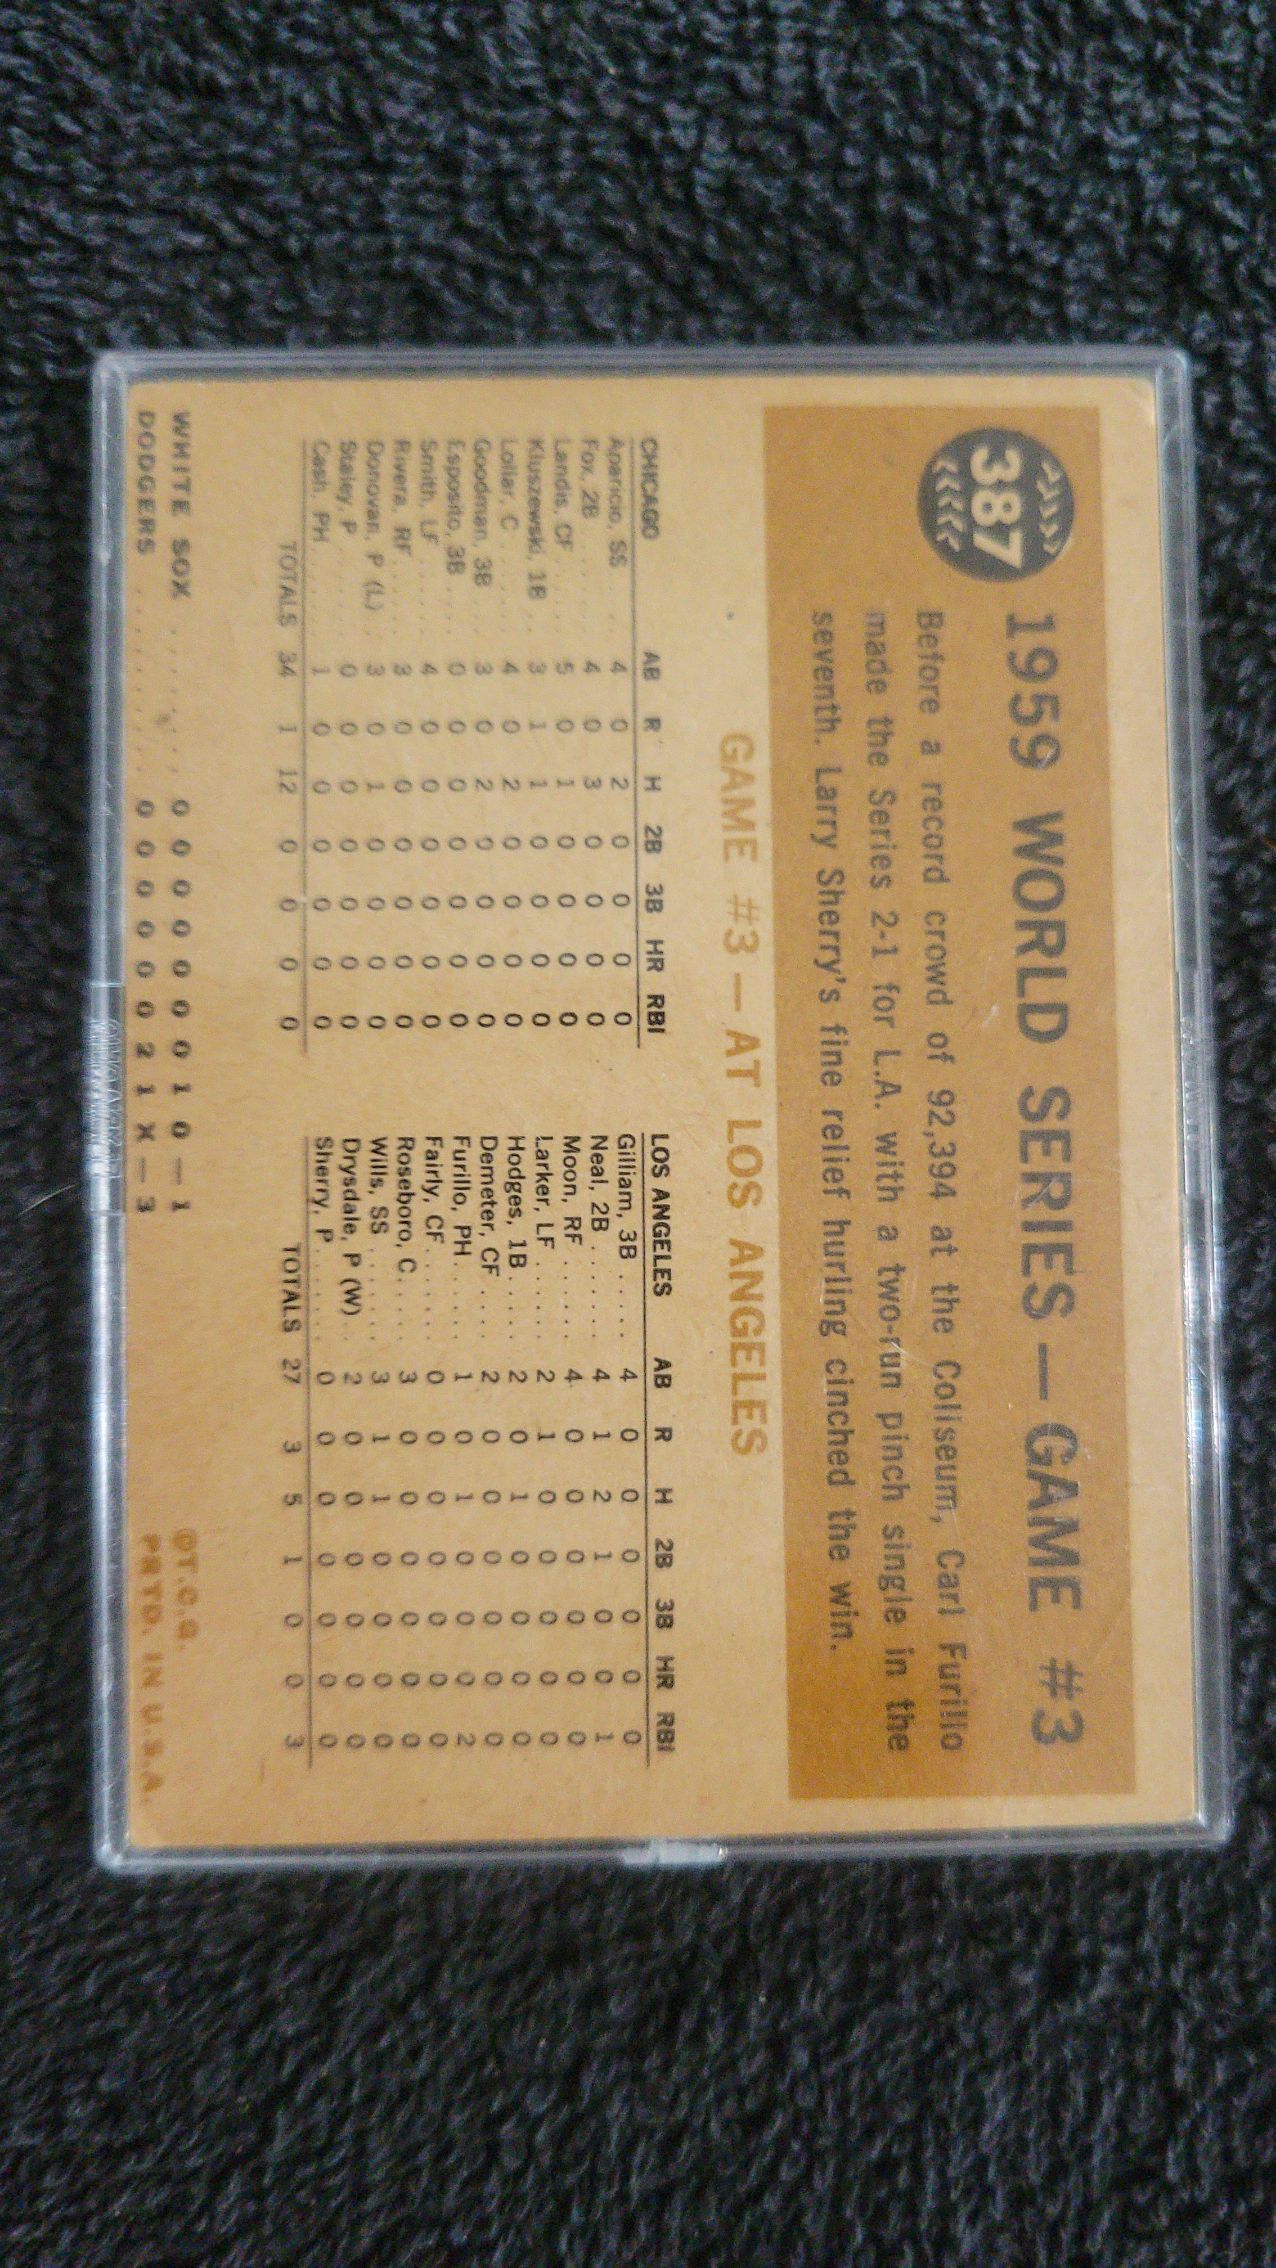 387
1959 WORLD SERIES — GAME #3
Before a record crowd of 92,394 at the Coliseum, Carl Furillo
made the Series 2-1 for L.A. with a two-run pinch single in the
seventh. Larry Sherry's fine relief hurling cinched the win.
GAME #3 — AT LOS ANGELES
CHICAGO AB R H 2B 3B HR RBI
Aparicio, SS . . 4 0 2 0 0 0 0
Fox, 2B . . . . . 4 0 3 0 0 0 0
Landis, CF . . . . 5 0 1 0 0 0 0
Kluszewski, 1B . . 3 1 1 0 0 0 0
Lollar, C . . . . 4 0 2 0 0 0 0
Goodman, 3B . . . 3 0 2 0 0 0 0
Esposito, 3B . . . 0 0 0 0 0 0 0
Smith, LF . . . . 4 0 0 0 0 0 0
Rivera, RF . . . . 3 0 0 0 0 0 0
Donovan, P (L) . . 3 0 1 0 0 0 0
Staley, P . . . . 0 0 0 0 0 0 0
Cash, PH . . . . . 1 0 0 0 0 0 0
TOTALS 34 1 12 0 0 0 0
LOS ANGELES AB R H 2B 3B HR RBI
Gilliam, 3B . . . . 4 0 0 0 0 0 0
Neal, 2B . . . . . . 4 1 2 1 0 0 1
Moon, RF . . . . . . 4 0 0 0 0 0 0
Larker, LF . . . . . 2 1 0 0 0 0 0
Hodges, 1B . . . . . 2 0 1 0 0 0 0
Demeter, CF . . . . 2 0 0 0 0 0 0
Furillo, PH . . . . . 1 0 1 0 0 0 2
Fairly, CF . . . . . . 0 0 0 0 0 0 0
Roseboro, C . . . . . 3 0 0 0 0 0 0
Wills, SS . . . . . . 3 1 1 0 0 0 0
Drysdale, P (W) . . 2 0 0 0 0 0 0
Sherry, P . . . . . . 0 0 0 0 0 0 0
TOTALS 27 3 5 1 0 0 3
WHITE SOX . . . . . . 0 0 0 0 0 0 0 1 0 — 1
DODGERS . . . . . . . 0 0 0 0 0 0 2 1 X — 3
©T.C.G.
PRTD. IN U.S.A.